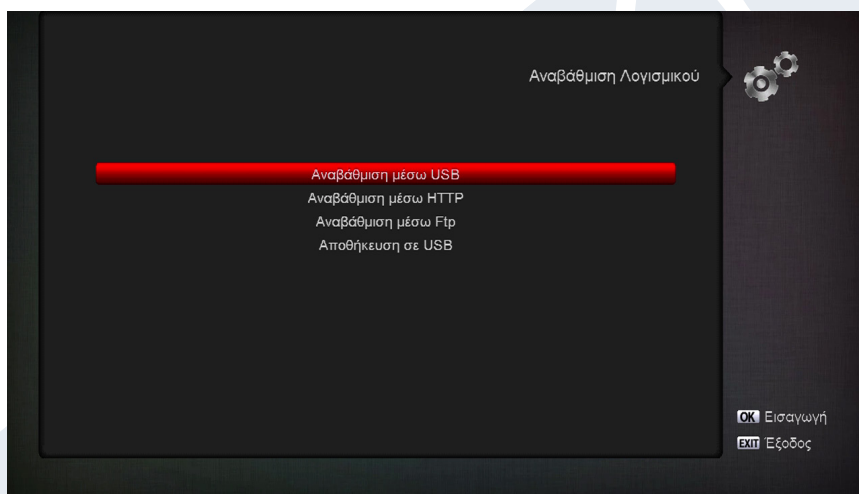 Αναβάθμιση Λογισμικού
Αναβάθμιση μέσω USB
Αναβάθμιση μέσω HTTP
Αναβάθμιση μέσω Ftp
Αποθήκευση σε USB
OK Εισαγωγή
EXIT Έξοδος